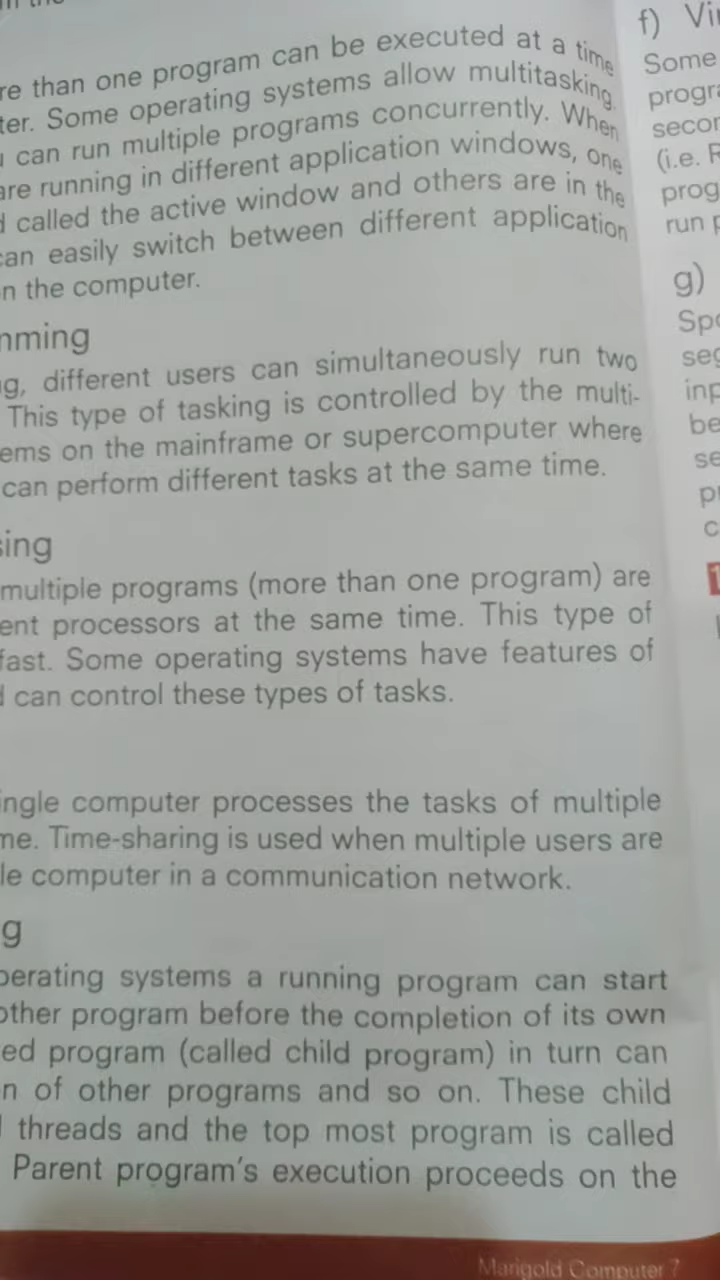 re than one program can be executed at a time
ter. Some operating systems allow multitasking.
can run multiple programs concurrently. When
are running in different application windows, one
called the active window and others are in the
can easily switch between different application
n the computer.
mming
g, different users can simultaneously run two
This type of tasking is controlled by the multi-
ems on the mainframe or supercomputer where
can perform different tasks at the same time.
sing
multiple programs (more than one program) are
ent processors at the same time. This type of
fast. Some operating systems have features of
can control these types of tasks.
ingle computer processes the tasks of multiple
me. Time-sharing is used when multiple users are
le computer in a communication network.
g
perating systems a running program can start
other program before the completion of its own
ed program (called child program) in turn can
n of other programs and so on. These child
threads and the top most program is called
Parent program's execution proceeds on the
Marigold Computer 7
f) Vir
Some
progra
secon
(i.e. R
prog
run p
g)
Spo
seg
inp
be
se
pr
c
1